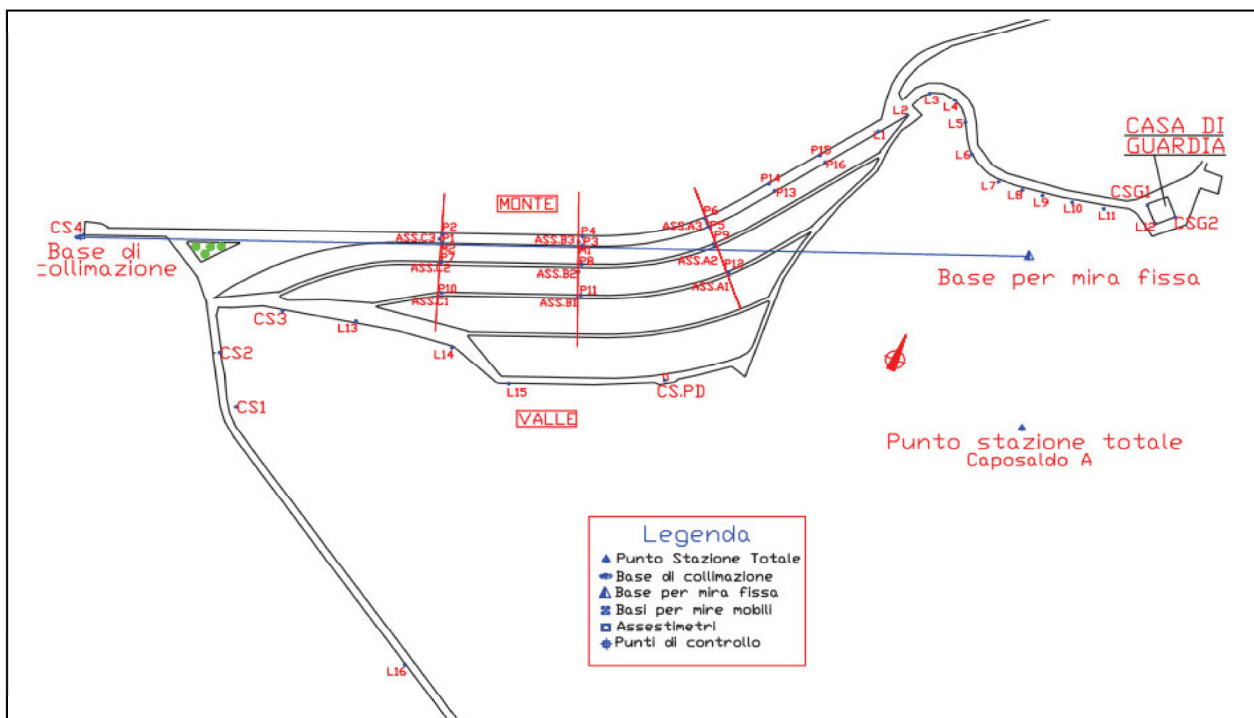 L3
L4
L2
L5
L1
CASA DI
GUARDIA
P15
P16
L6
P14
P13
L7
L8
L9
L10
L11
CSG1
CSG2
L12
MONTE
CS4
Base di
collimazione
P2
ASS.C3
P1
P7
ASS.C2
P10
ASS.C1
P4
ASS.B3
P3
M1
P8
ASS.B2
P11
ASS.B1
P6
ASS.A3
P5
P9
ASS.A2
P12
ASS.A1
Base per mira fissa
CS3
L13
CS2
L14
CS1
L15
CS.PD
VALLE
Punto stazione totale
Caposaldo A
L16
Legenda
Punto Stazione Totale
Base di collimazione
Base per mira fissa
Basi per mire mobili
Assestimetri
Punti di controllo